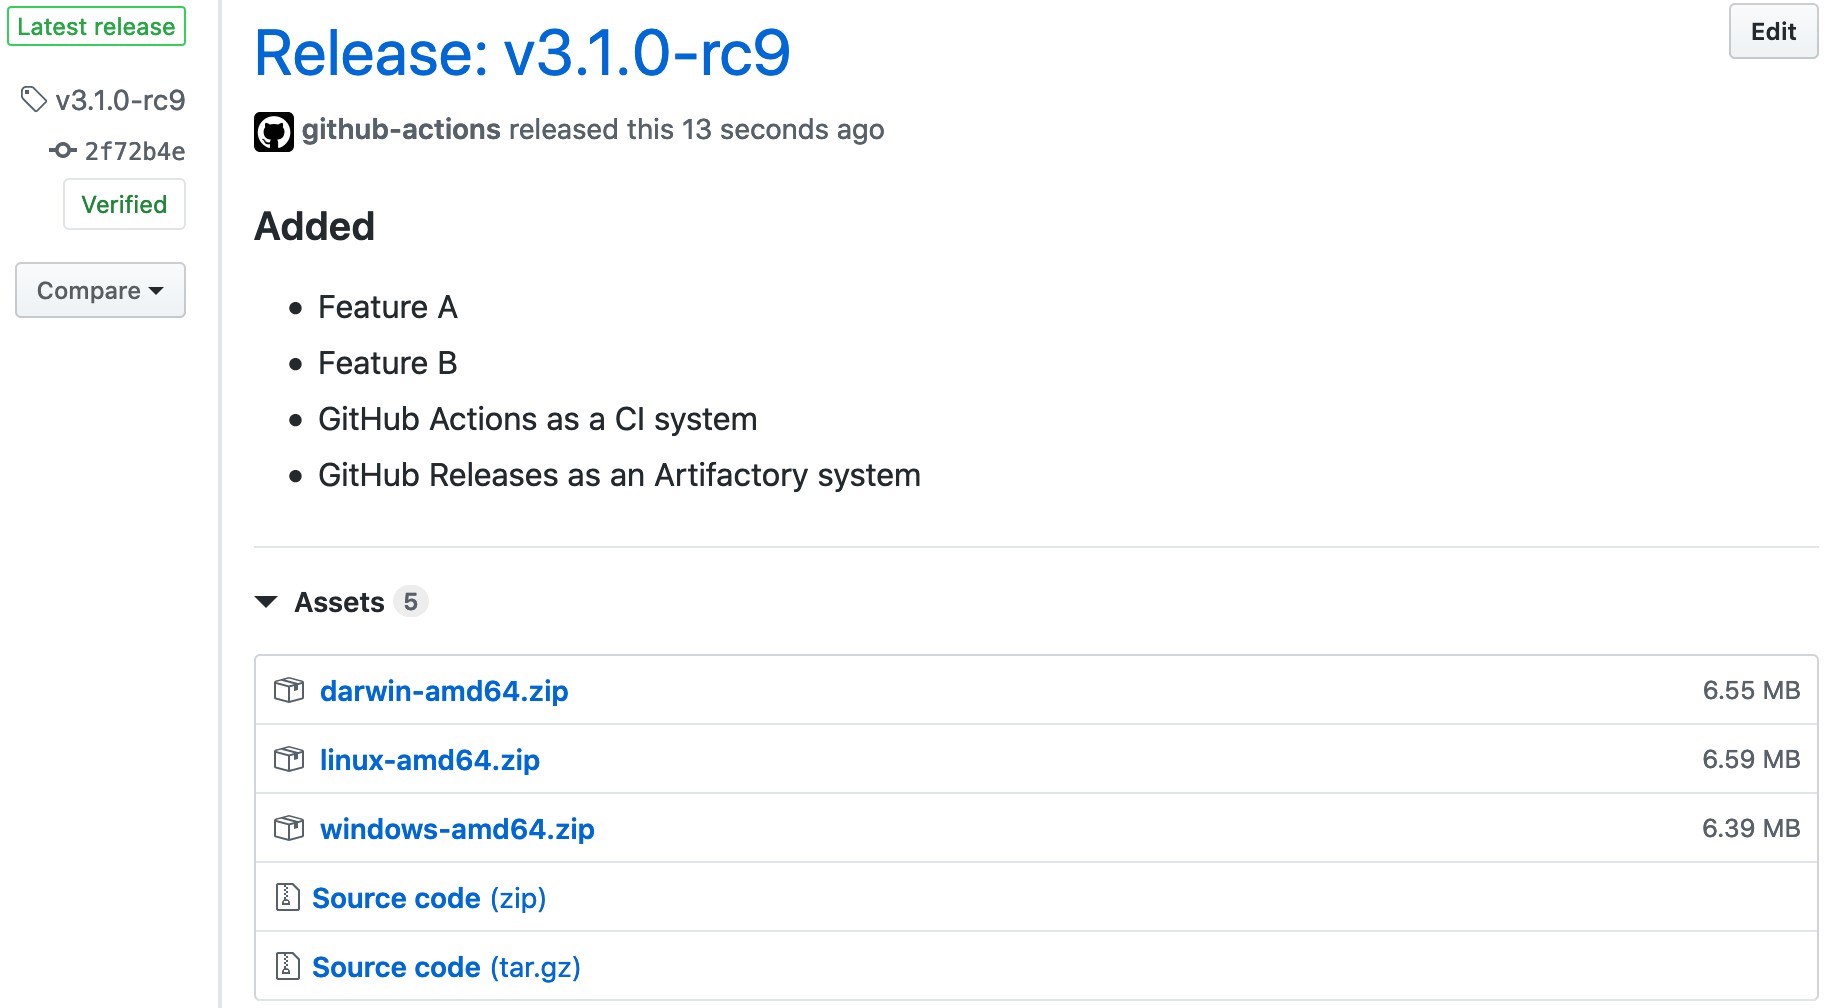 Latest release
v3.1.0-rc9
2f72b4e
Verified
Compare
Release: v3.1.0-rc9
Edit
github-actions released this 13 seconds ago
Added
Feature A
Feature B
GitHub Actions as a CI system
GitHub Releases as an Artifactory system
Assets 5
darwin-amd64.zip 6.55 MB
linux-amd64.zip 6.59 MB
windows-amd64.zip 6.39 MB
Source code (zip)
Source code (tar.gz)